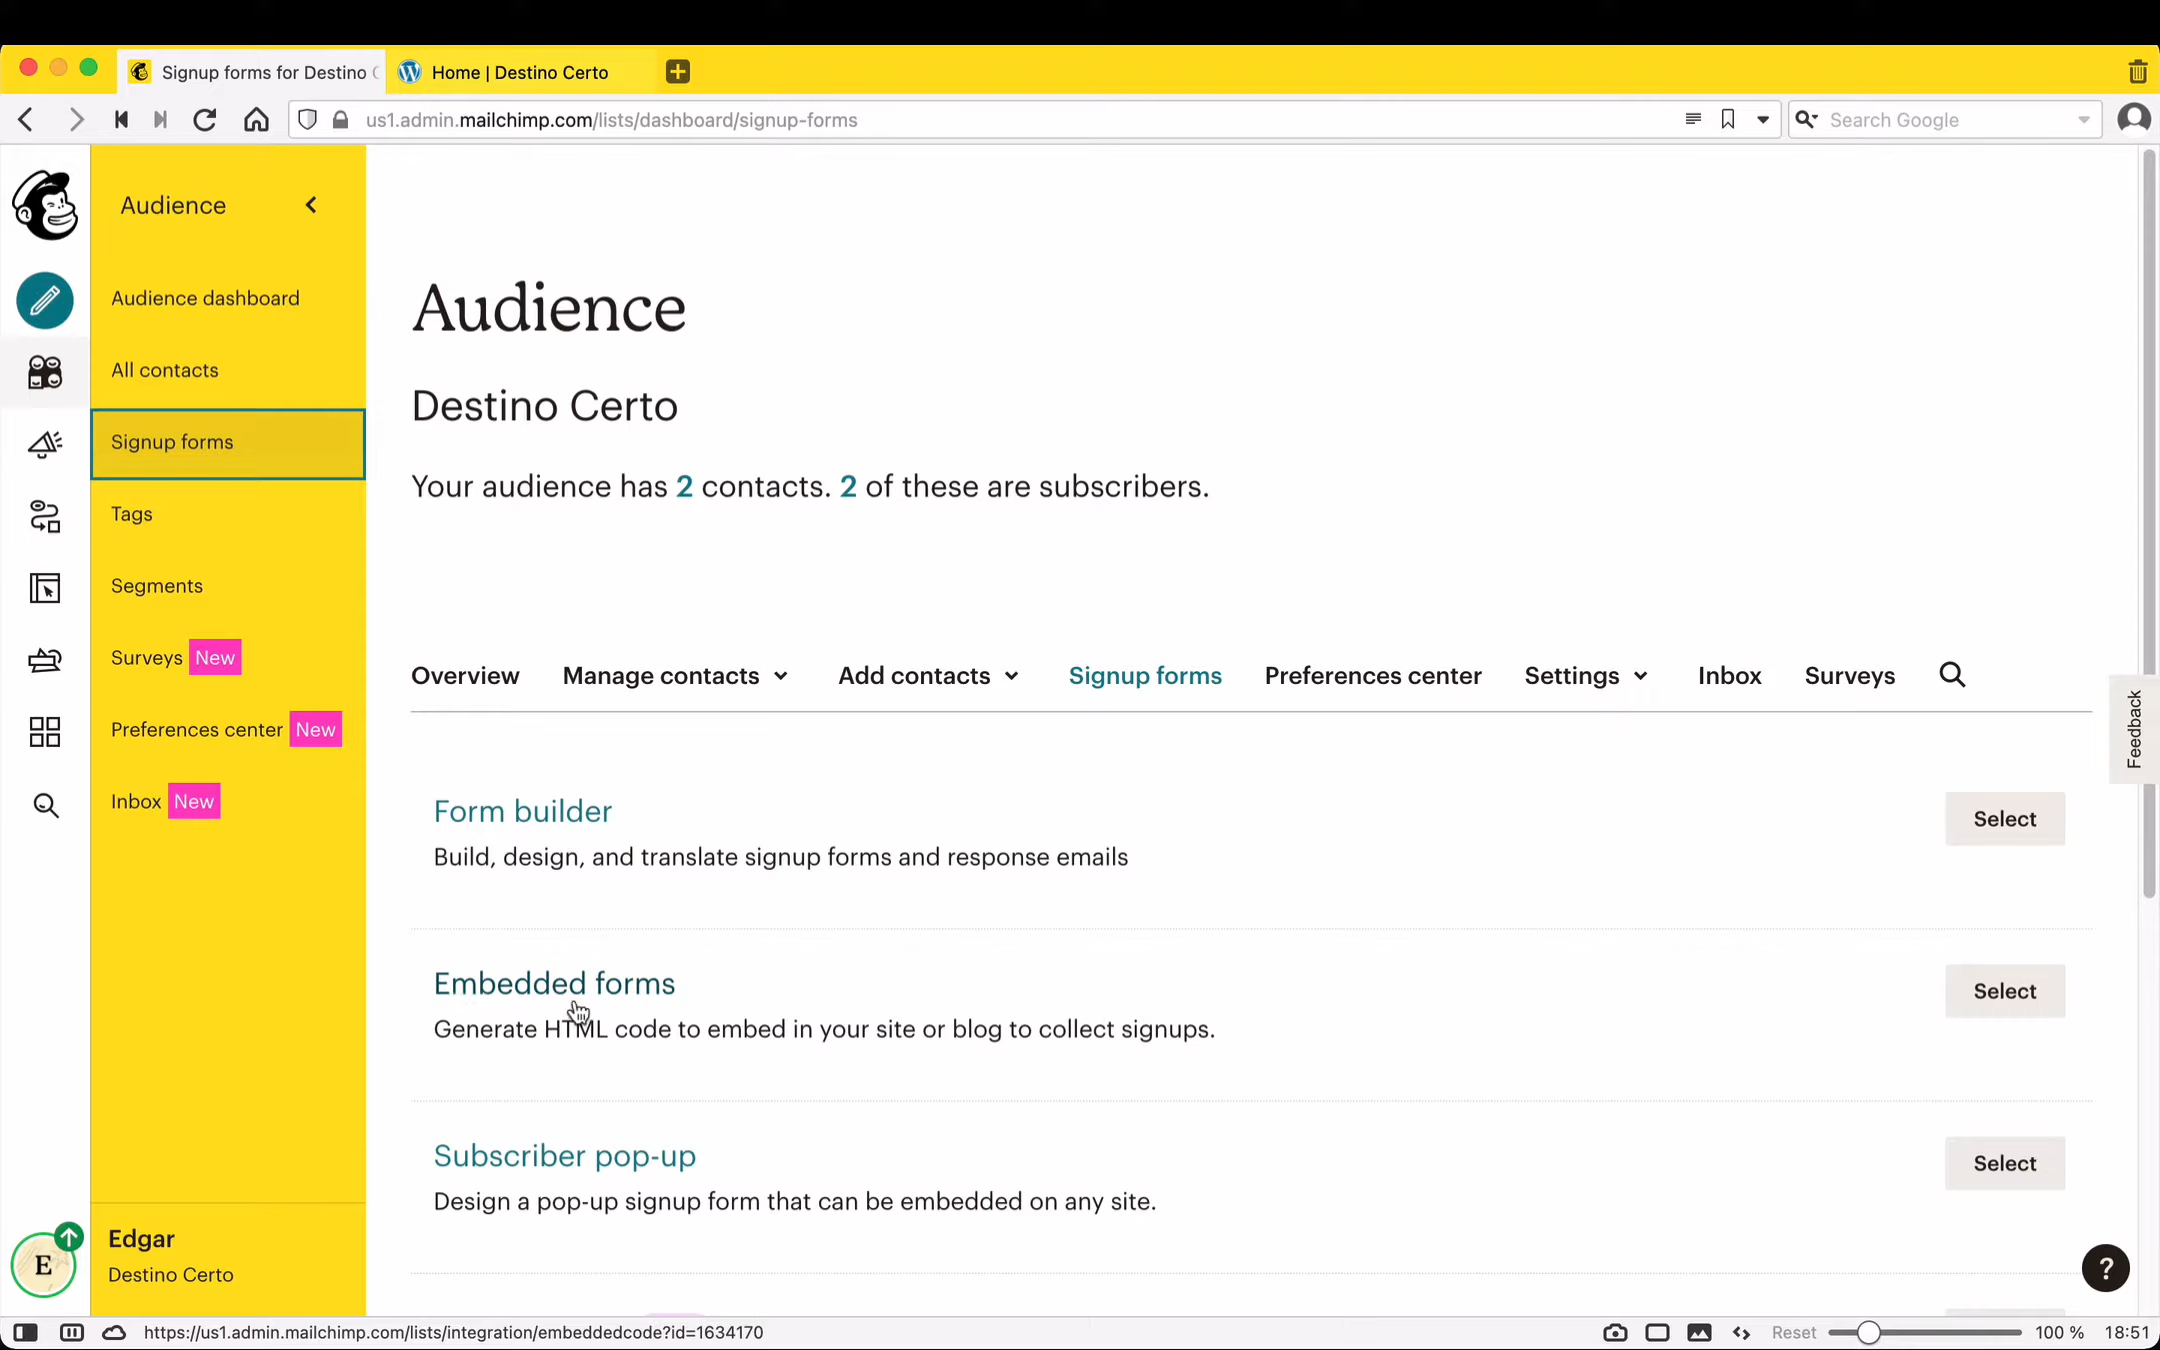 Signup forms for Destino
Home | Destino Certo
us1.admin.mailchimp.com/lists/dashboard/signup-forms
Search Google
Audience
Audience dashboard
All contacts
Signup forms
Tags
Segments
Surveys New
Preferences center New
Inbox New
Edgar
Destino Certo
E
Audience
Destino Certo
Your audience has 2 contacts. 2 of these are subscribers.
Overview Manage contacts Add contacts Signup forms Preferences center Settings Inbox Surveys
Form builder
Build, design, and translate signup forms and response emails
Select
Embedded forms
Generate HTML code to embed in your site or blog to collect signups.
Select
Subscriber pop-up
Design a pop-up signup form that can be embedded on any site.
Select
Feedback
?
https://us1.admin.mailchimp.com/lists/integration/embeddedcode?id=1634170
Reset 100 % 18:51